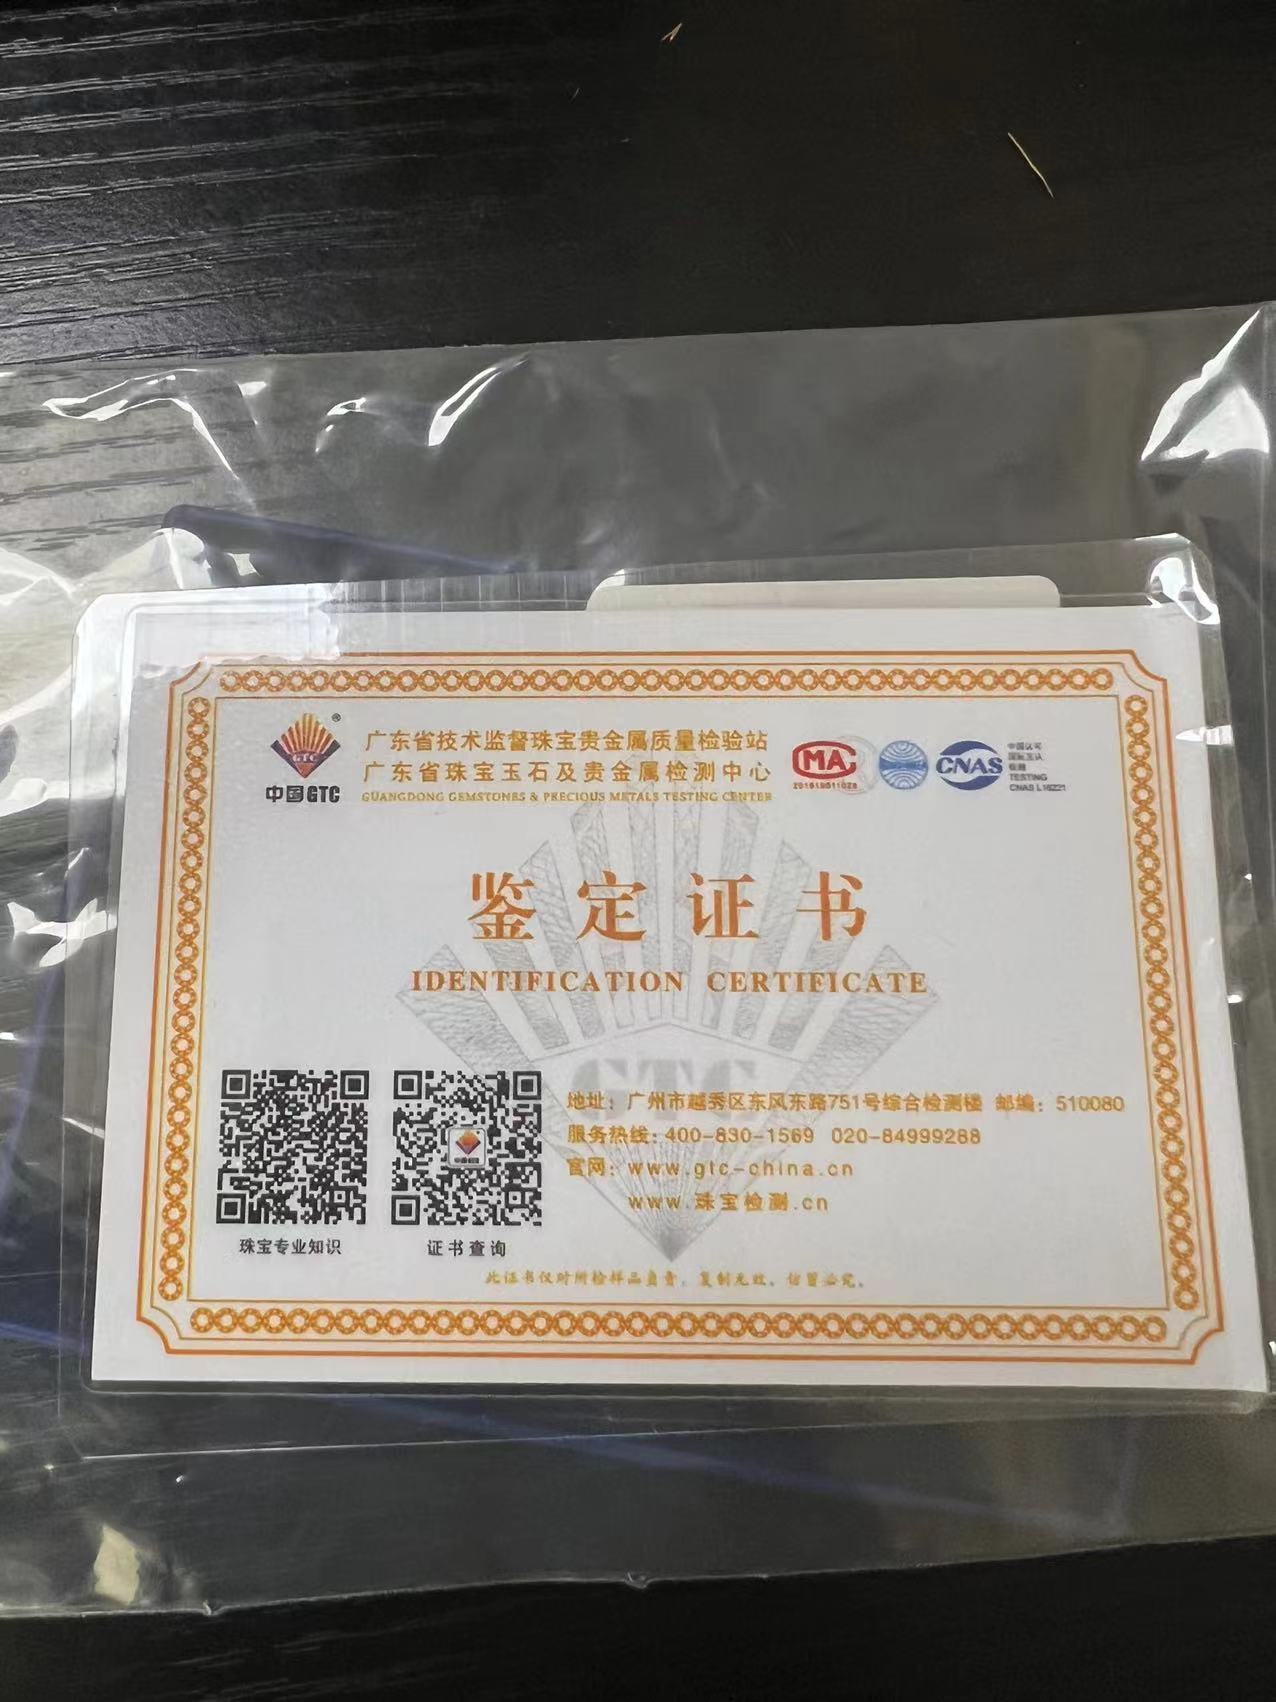 ®
GTC
中国GTC
广东省技术监督珠宝贵金属质量检验站
广东省珠宝玉石及贵金属检测中心
GUANGDONG GEMSTONES & PRECIOUS METALS TESTING CENTER
MA
CNAS
中国认可
国际互认
检测
TESTING
CNAS L16221
鉴定证书
IDENTIFICATION CERTIFICATE
GTC
地址：广州市越秀区东风东路751号综合检测楼 邮编：510080
服务热线：400-830-1569 020-84999288
官网：www.gtc-china.cn
www.珠宝检测.cn
珠宝专业知识
证书查询
此证书仅对所检样品负责，复制无效，仿冒必究。